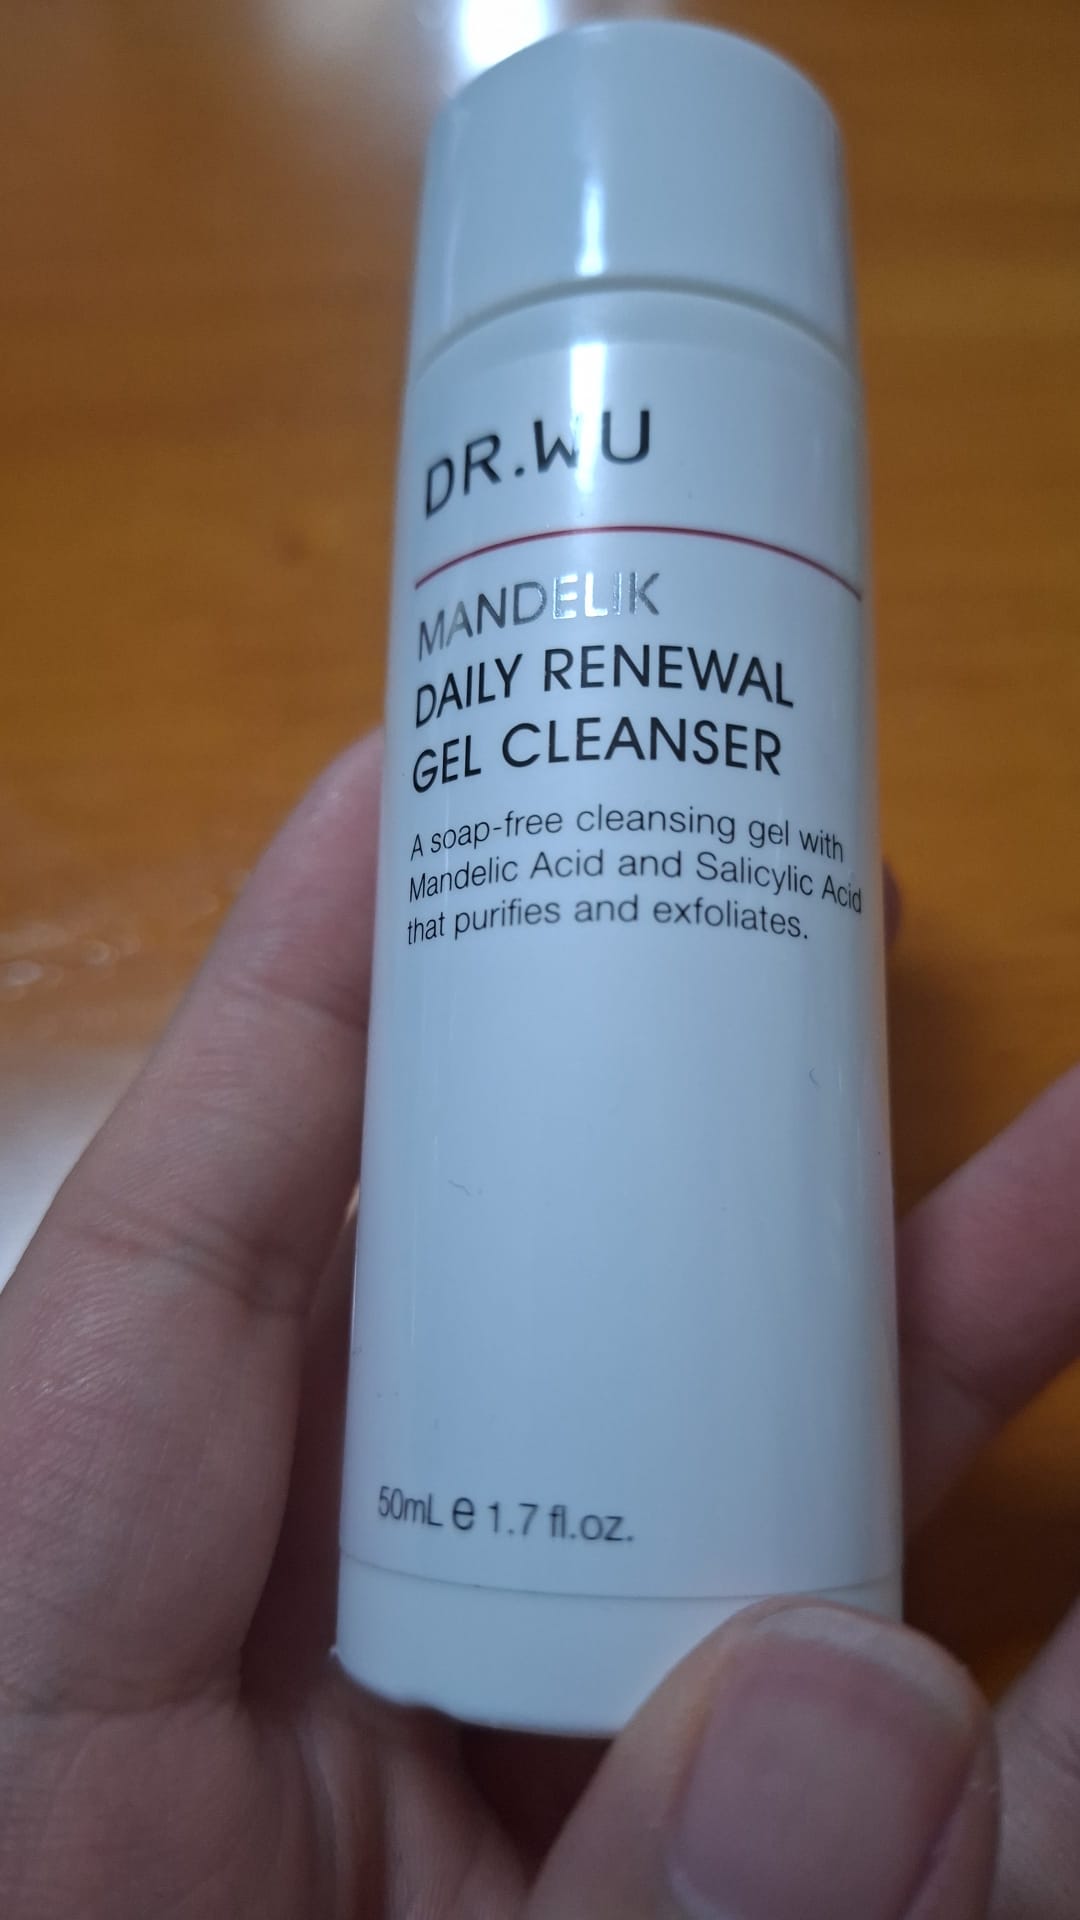 DR.WU
MANDELIK
DAILY RENEWAL
GEL CLEANSER
A soap-free cleansing gel with
Mandelic Acid and Salicylic Acid
that purifies and exfoliates.
50mL ℮ 1.7 fl.oz.